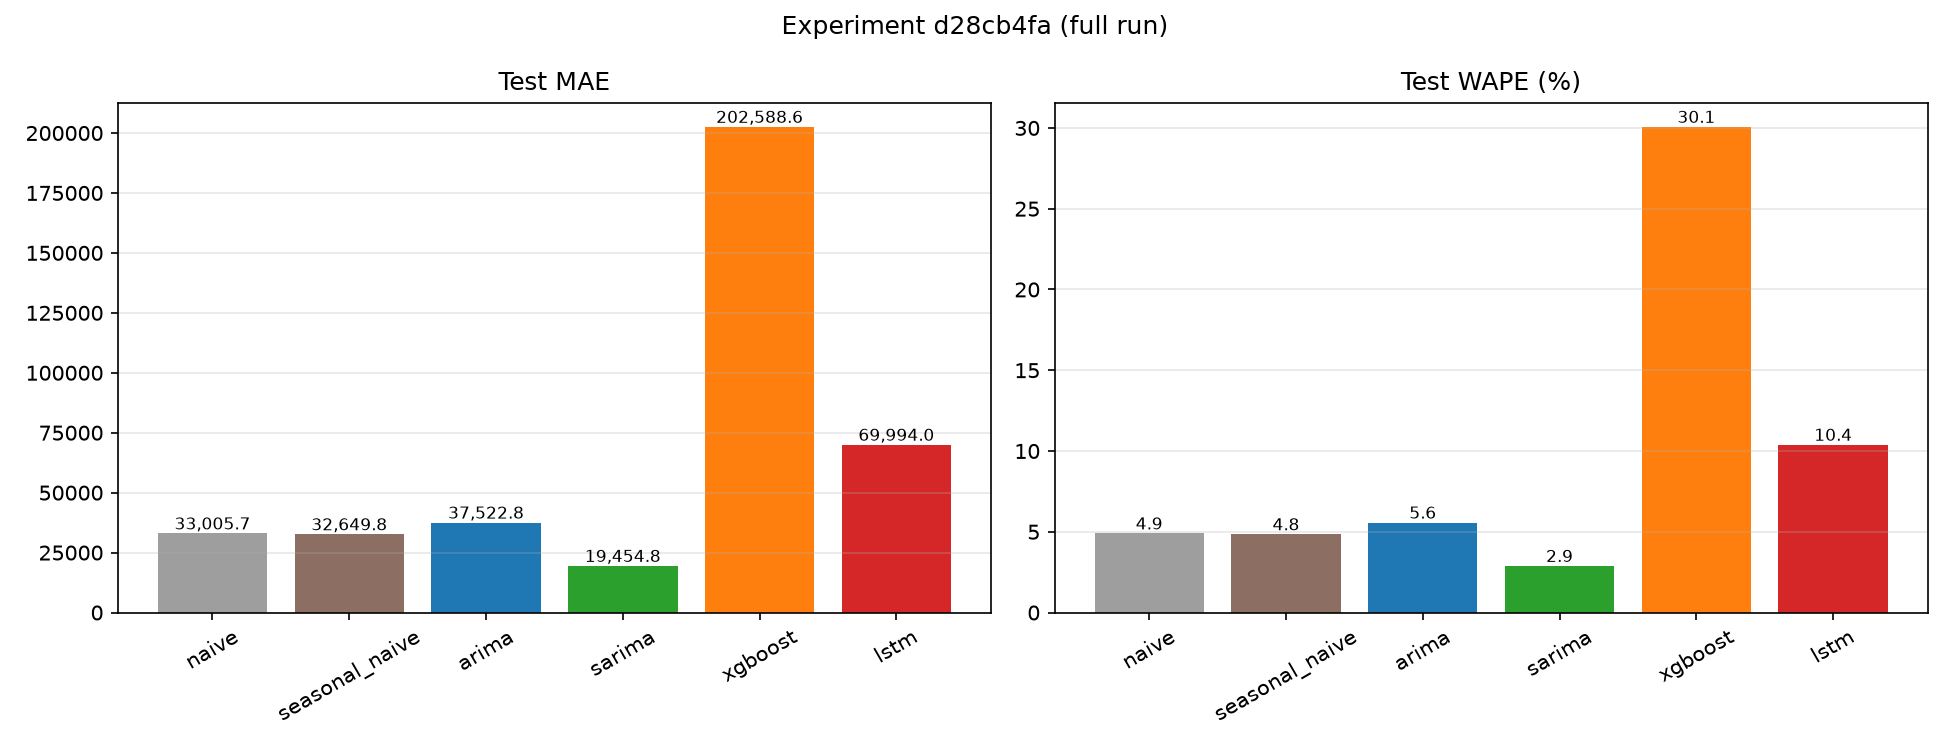 Experiment d28cb4fa (full run)
Test MAE
200000
175000
150000
125000
100000
75000
50000
25000
0
33,005.7
32,649.8
37,522.8
19,454.8
202,588.6
69,994.0
naive
seasonal_naive
arima
sarima
xgboost
lstm
Test WAPE (%)
30
25
20
15
10
5
0
4.9
4.8
5.6
2.9
30.1
10.4
naive
seasonal_naive
arima
sarima
xgboost
lstm